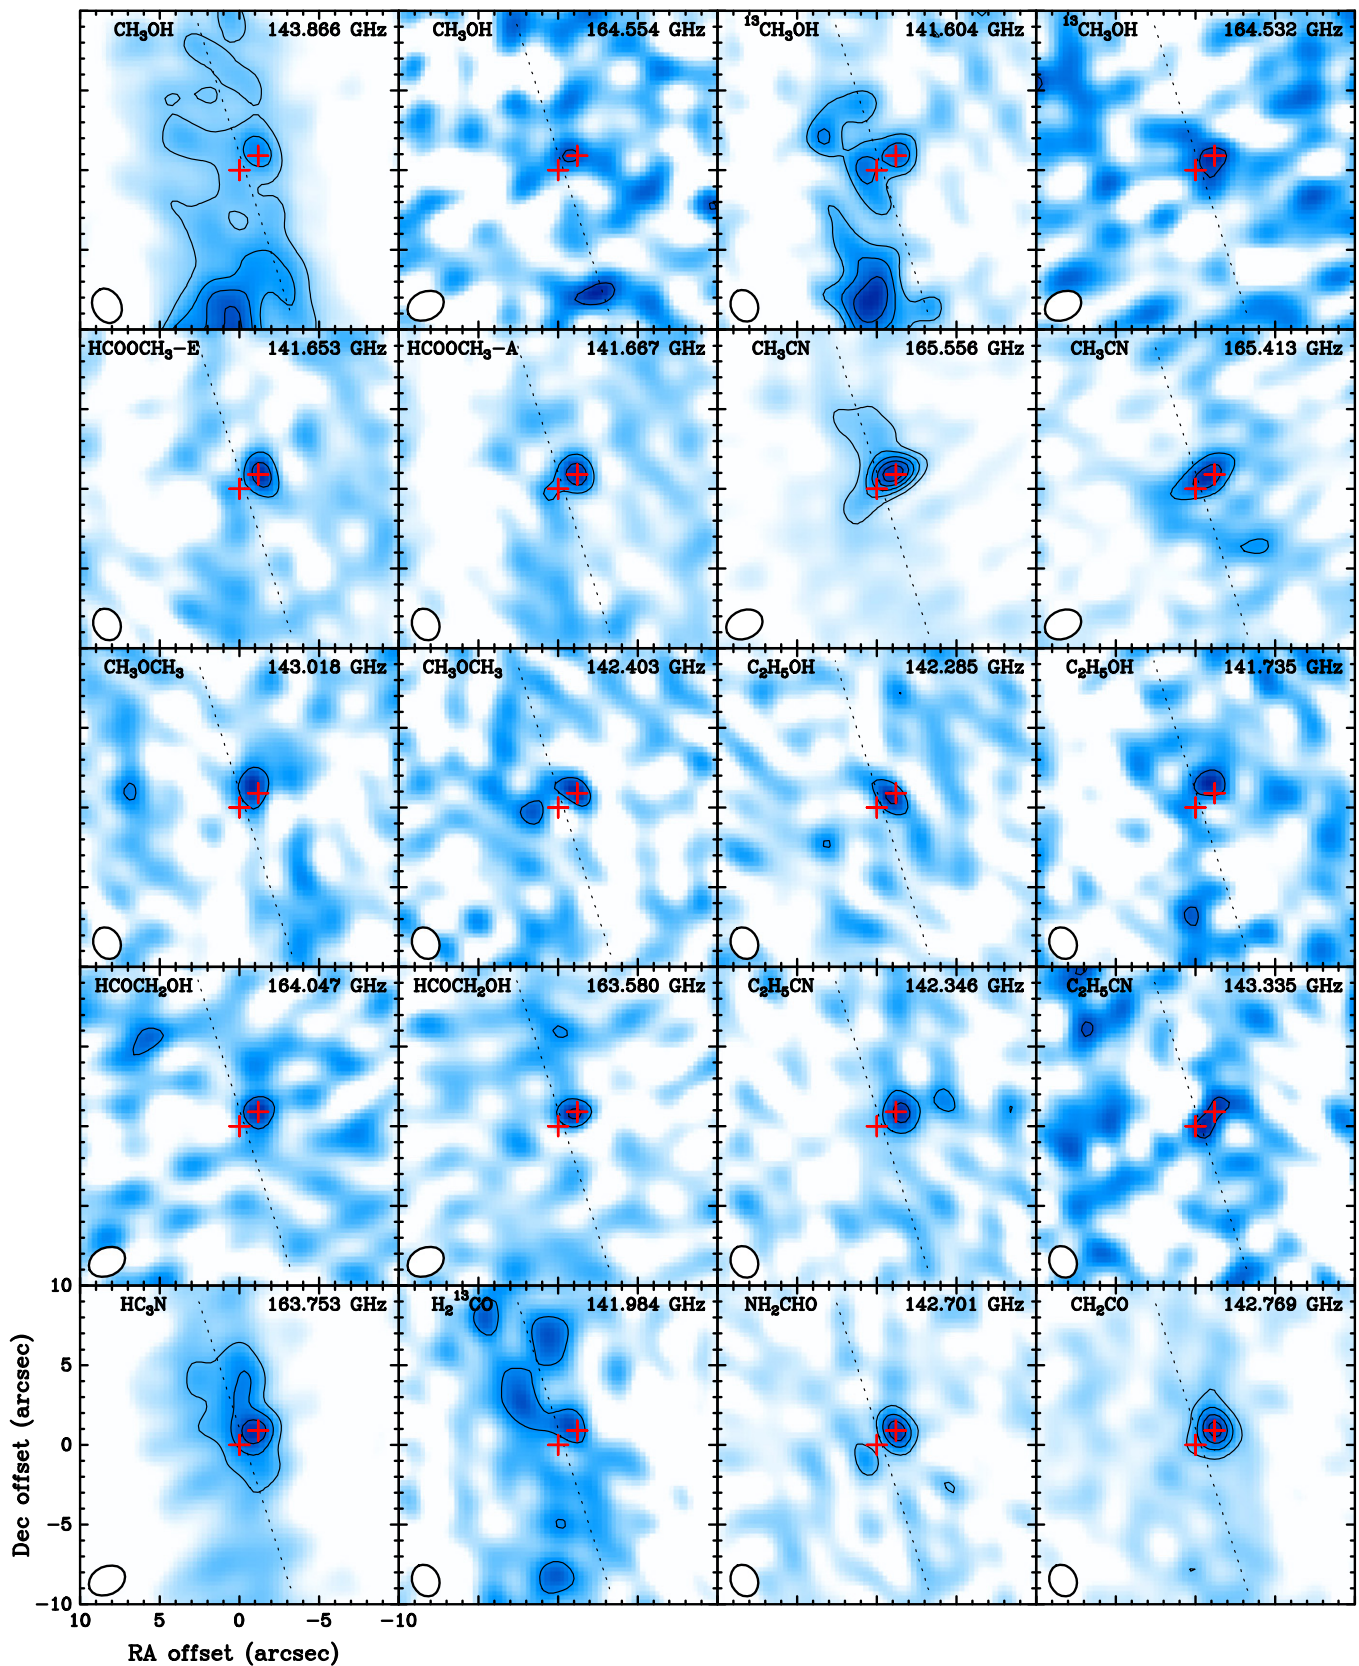 CH₃OH 143.866 GHz CH₃OH 164.554 GHz ¹³CH₃OH 141.604 GHz ¹³CH₃OH 164.532 GHz
HCOOCH₃-E 141.653 GHz HCOOCH₃-A 141.667 GHz CH₃CN 165.556 GHz CH₃CN 165.413 GHz
CH₃OCH₃ 143.018 GHz CH₃OCH₃ 142.403 GHz C₂H₅OH 142.285 GHz C₂H₅OH 141.735 GHz
HCOCH₂OH 164.047 GHz HCOCH₂OH 163.580 GHz C₂H₅CN 142.346 GHz C₂H₅CN 143.335 GHz
HC₃N 163.753 GHz H₂¹³CO 141.984 GHz NH₂CHO 142.701 GHz CH₂CO 142.769 GHz
10
5
0
−5
−10
Dec offset (arcsec)
10 5 0 −5 −10
RA offset (arcsec)